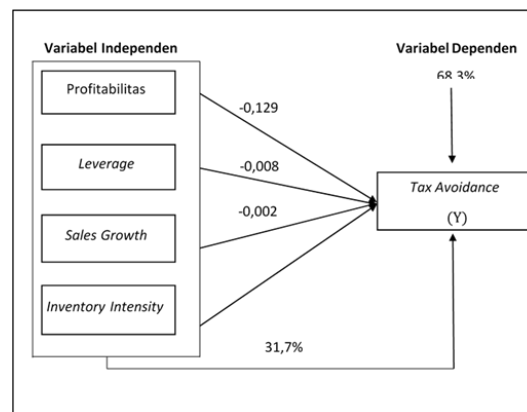 Variabel Independen
Variabel Dependen
68,3%
Profitabilitas
-0,129
Leverage
-0,008
Tax Avoidance
(Y)
Sales Growth
-0,002
Inventory Intensity
31,7%